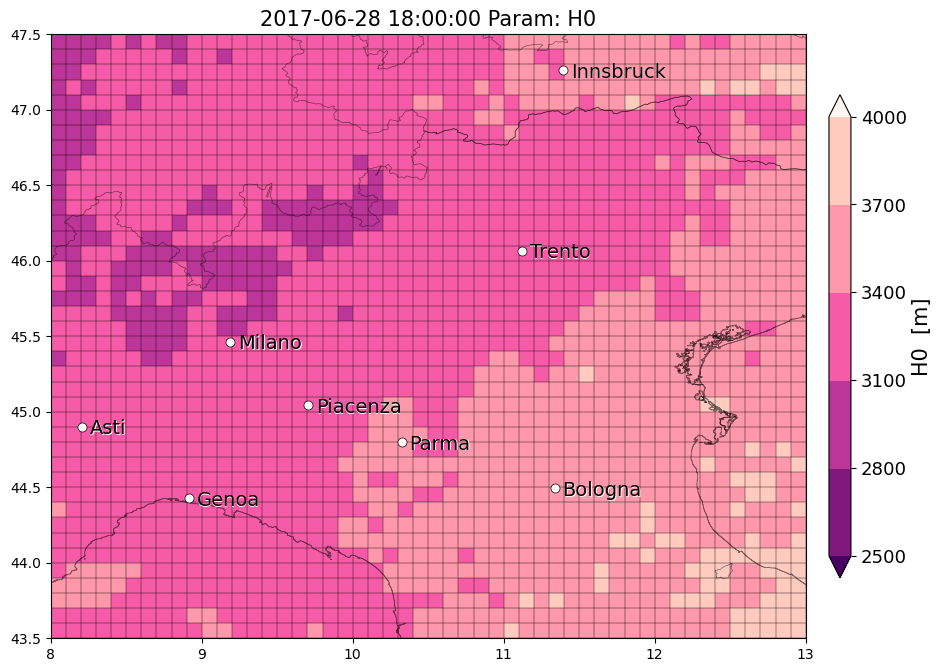 2017-06-28 18:00:00 Param: H0
47.5
47.0
46.5
46.0
45.5
45.0
44.5
44.0
43.5
8
9
10
11
12
13
Innsbruck
Trento
Milano
Piacenza
Asti
Parma
Genoa
Bologna
4000
3700
3400
3100
2800
2500
H0 [m]